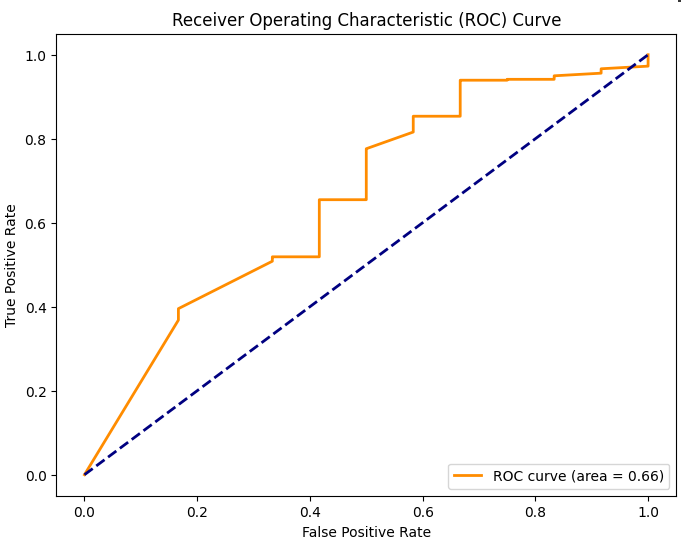 Receiver Operating Characteristic (ROC) Curve
1.0
0.8
0.6
0.4
0.2
0.0
True Positive Rate
ROC curve (area = 0.66)
0.0 0.2 0.4 0.6 0.8 1.0
False Positive Rate